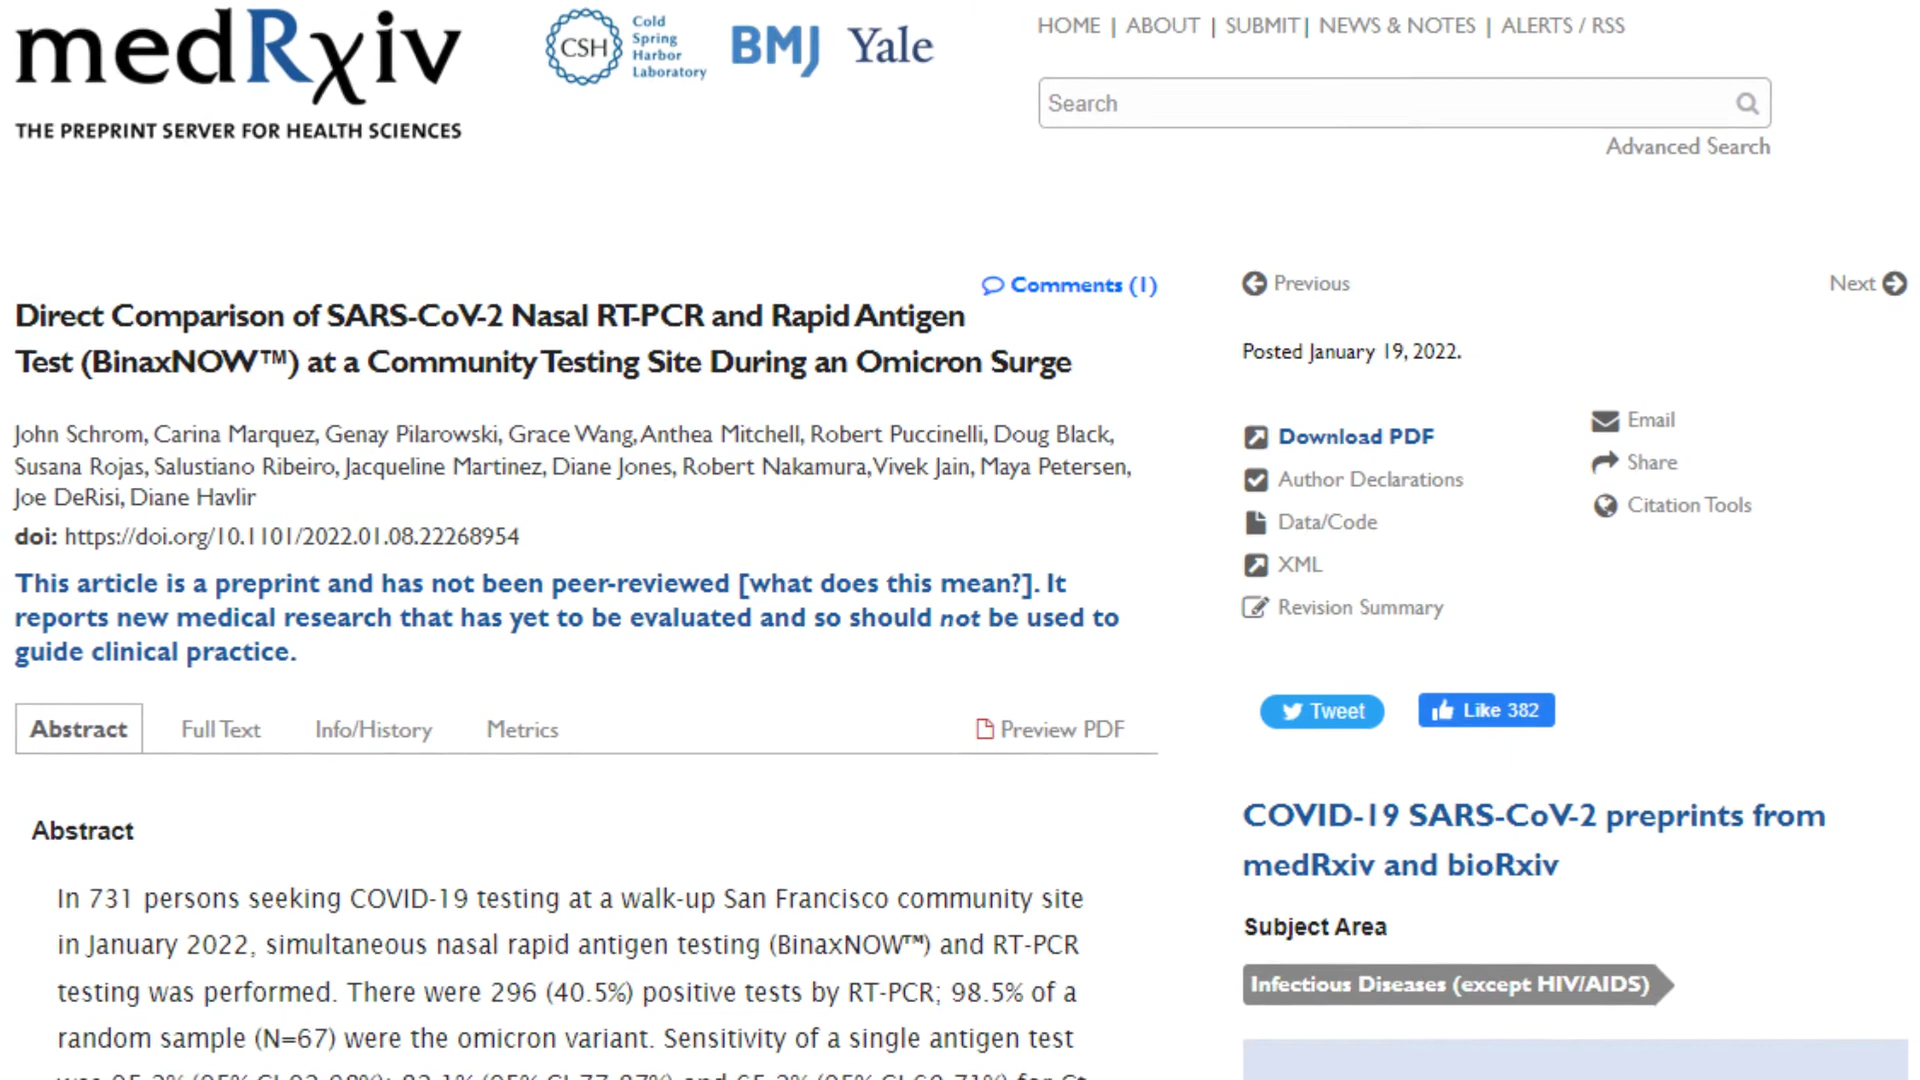 medRxiv
THE PREPRINT SERVER FOR HEALTH SCIENCES
CSH
Cold
Spring
Harbor
Laboratory
BMJ
Yale
HOME | ABOUT | SUBMIT| NEWS & NOTES | ALERTS / RSS
Search
Advanced Search
Comments (1)
Direct Comparison of SARS-CoV-2 Nasal RT-PCR and Rapid Antigen
Test (BinaxNOW™) at a Community Testing Site During an Omicron Surge
John Schrom, Carina Marquez, Genay Pilarowski, Grace Wang, Anthea Mitchell, Robert Puccinelli, Doug Black,
Susana Rojas, Salustiano Ribeiro, Jacqueline Martinez, Diane Jones, Robert Nakamura, Vivek Jain, Maya Petersen,
Joe DeRisi, Diane Havlir
doi: https://doi.org/10.1101/2022.01.08.22268954
This article is a preprint and has not been peer-reviewed [what does this mean?]. It
reports new medical research that has yet to be evaluated and so should not be used to
guide clinical practice.
Abstract
Full Text
Info/History
Metrics
Preview PDF
Abstract
In 731 persons seeking COVID-19 testing at a walk-up San Francisco community site
in January 2022, simultaneous nasal rapid antigen testing (BinaxNOW™) and RT-PCR
testing was performed. There were 296 (40.5%) positive tests by RT-PCR; 98.5% of a
random sample (N=67) were the omicron variant. Sensitivity of a single antigen test
Previous
Next
Posted January 19, 2022.
Download PDF
Author Declarations
Data/Code
XML
Revision Summary
Email
Share
Citation Tools
Tweet
Like 382
COVID-19 SARS-CoV-2 preprints from
medRxiv and bioRxiv
Subject Area
Infectious Diseases (except HIV/AIDS)